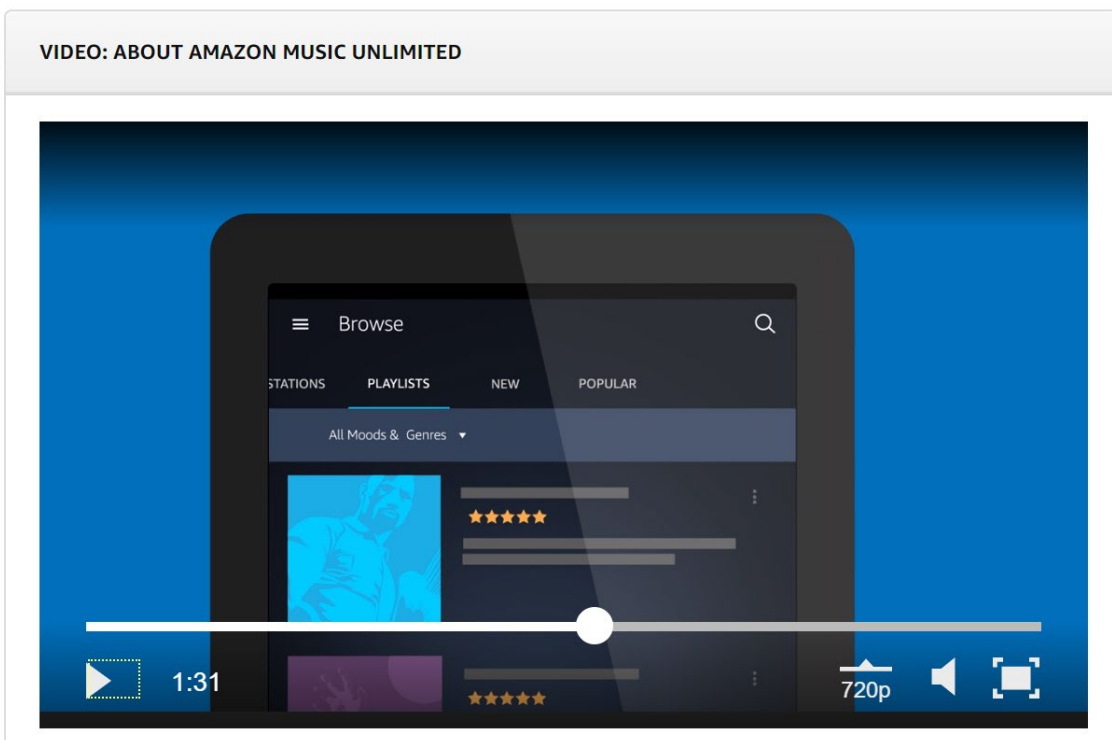 VIDEO: ABOUT AMAZON MUSIC UNLIMITED
Browse
STATIONS PLAYLISTS NEW POPULAR
All Moods & Genres
1:31
720p